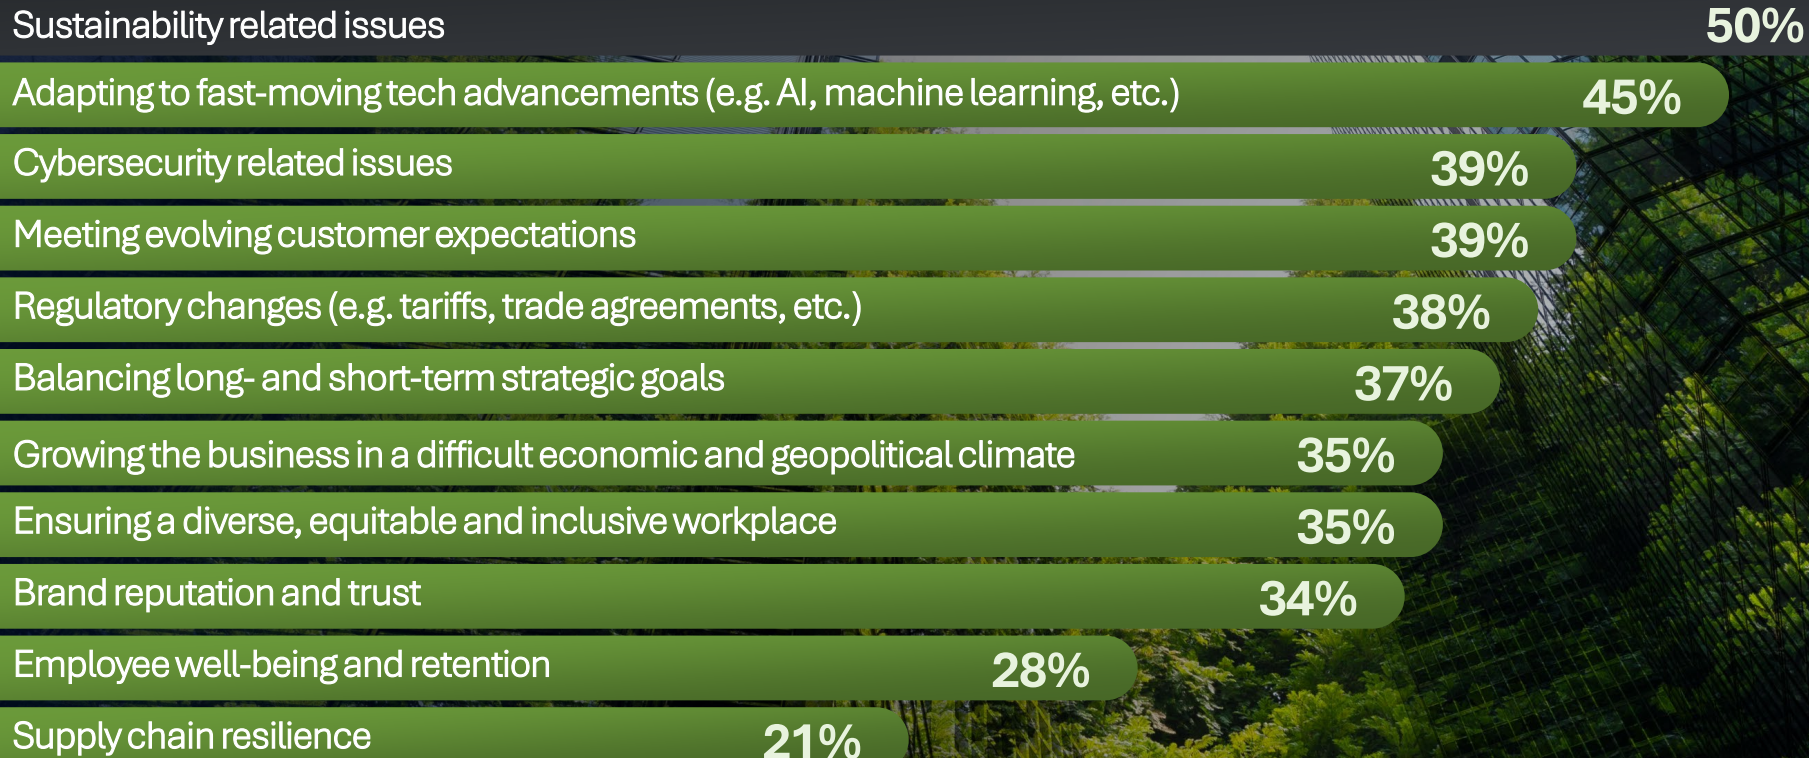 Sustainability related issues 50%
Adapting to fast-moving tech advancements (e.g. AI, machine learning, etc.) 45%
Cybersecurity related issues 39%
Meeting evolving customer expectations 39%
Regulatory changes (e.g. tariffs, trade agreements, etc.) 38%
Balancing long- and short-term strategic goals 37%
Growing the business in a difficult economic and geopolitical climate 35%
Ensuring a diverse, equitable and inclusive workplace 35%
Brand reputation and trust 34%
Employee well-being and retention 28%
Supply chain resilience 21%